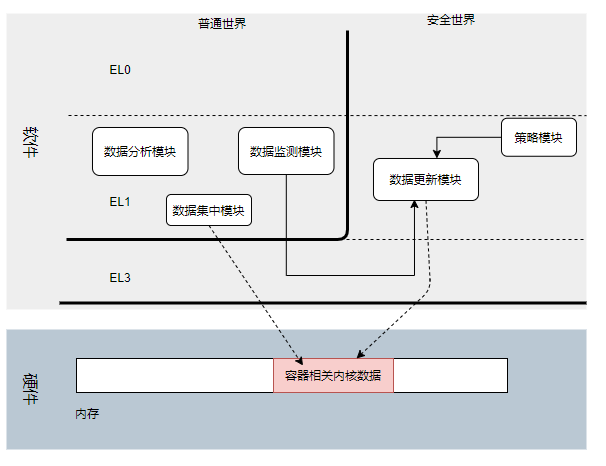 普通世界
安全世界
EL0
软件
策略模块
数据分析模块
数据监测模块
数据更新模块
EL1
数据集中模块
EL3
硬件
容器相关内核数据
内存